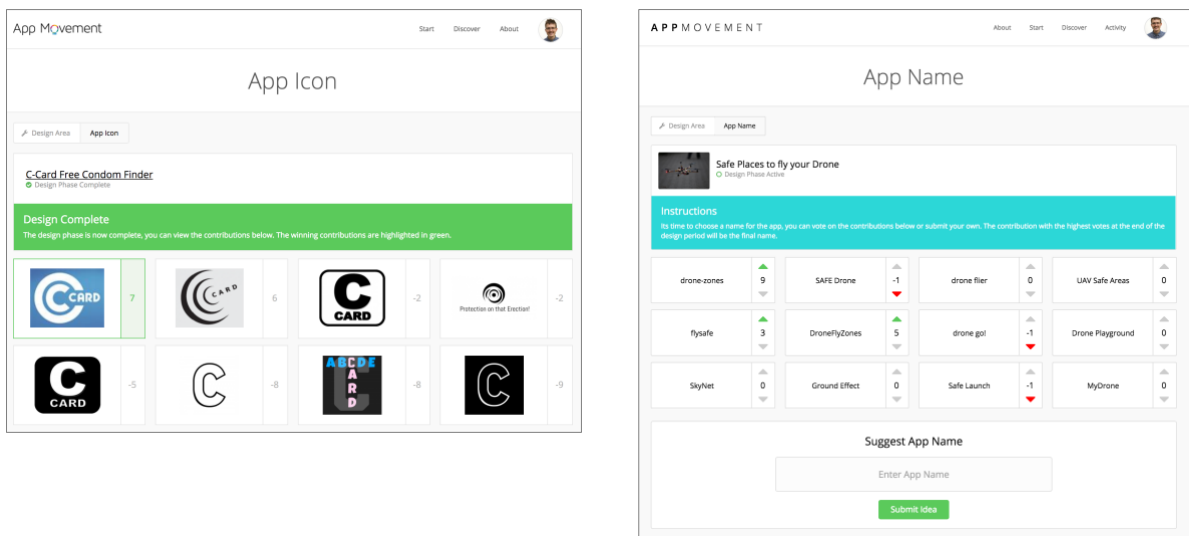 App Movement
Start Discover About
App Icon
Design Area App Icon
C-Card Free Condom Finder
Design Phase Complete
Design Complete
The design phase is now complete, you can view the contributions below. The winning contributions are highlighted in green.
CARD 7
CARD 6
C
CARD -2
Protection on that Erection! -2
C
CARD -5
C -8
ABCDE
A
R
D
C -8
C -9
APPMOVEMENT
About Start Discover Activity
App Name
Design Area App Name
Safe Places to fly your Drone
Design Phase Active
Instructions
Its time to choose a name for the app, you can vote on the contributions below or submit your own. The contribution with the highest votes at the end of the
design period will be the final name.
drone-zones 9 SAFE Drone -1 drone flier 0 UAV Safe Areas 0
flysafe 3 DroneFlyZones 5 drone go! -1 Drone Playground 0
SkyNet 0 Ground Effect 0 Safe Launch -1 MyDrone 0
Suggest App Name
Enter App Name
Submit Idea